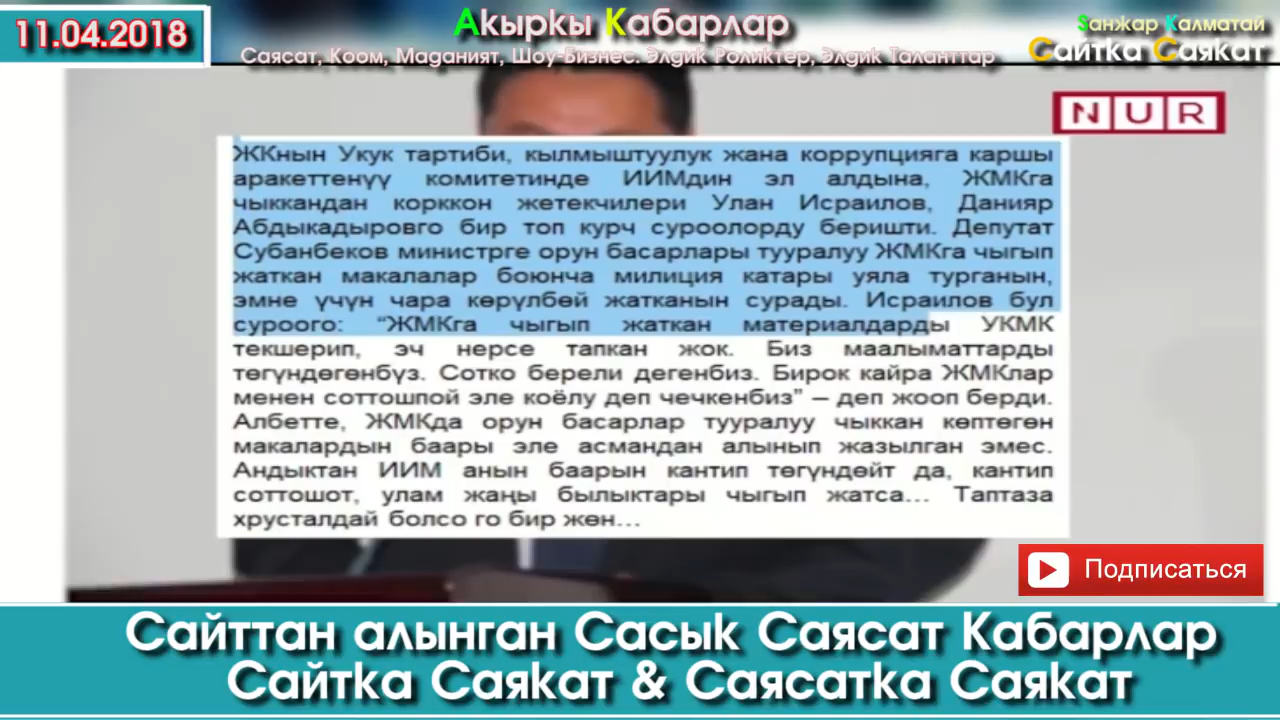 11.04.2018
Акыркы Кабарлар
Саясат, Коом, Маданият, Шоу-Бизнес. Элдик Роликтер, Элдик Таланттар
Sанжар Калматай
Сайтка Саякат
NUR
ЖКнын Укук тартиби, кылмыштуулук жана коррупцияга каршы
аракеттенүү комитетинде ИИМдин эл алдына, ЖМКга
чыккандан корккон жетекчилери Улан Исраилов, Данияр
Абдыкадыровго бир топ курч суроолорду беришти. Депутат
Субанбеков министрге орун басарлары тууралуу ЖМКга чыгып
жаткан макалалар боюнча милиция катары уяла турганын,
эмне үчүн чара көрүлбөй жатканын сурады. Исраилов бул
суроого: “ЖМКга чыгып жаткан материалдарды УКМК
текшерип, эч нерсе тапкан жок. Биз маалыматтарды
төгүндөгөнбүз. Сотко берели дегенбиз. Бирок кайра ЖМКлар
менен соттошпой эле коёлу деп чечкенбиз” – деп жооп берди.
Албетте, ЖМКда орун басарлар тууралуу чыккан көптөгөн
макалардын баары эле асмандан алынып жазылган эмес.
Андыктан ИИМ анын баарын кантип төгүндөйт да, кантип
соттошот, улам жаңы былыктары чыгып жатса... Таптаза
хрусталдай болсо го бир жөн...
Подписаться
Сайттан алынган Сасык Саясат Кабарлар
Сайтка Саякат & Саясатка Саякат